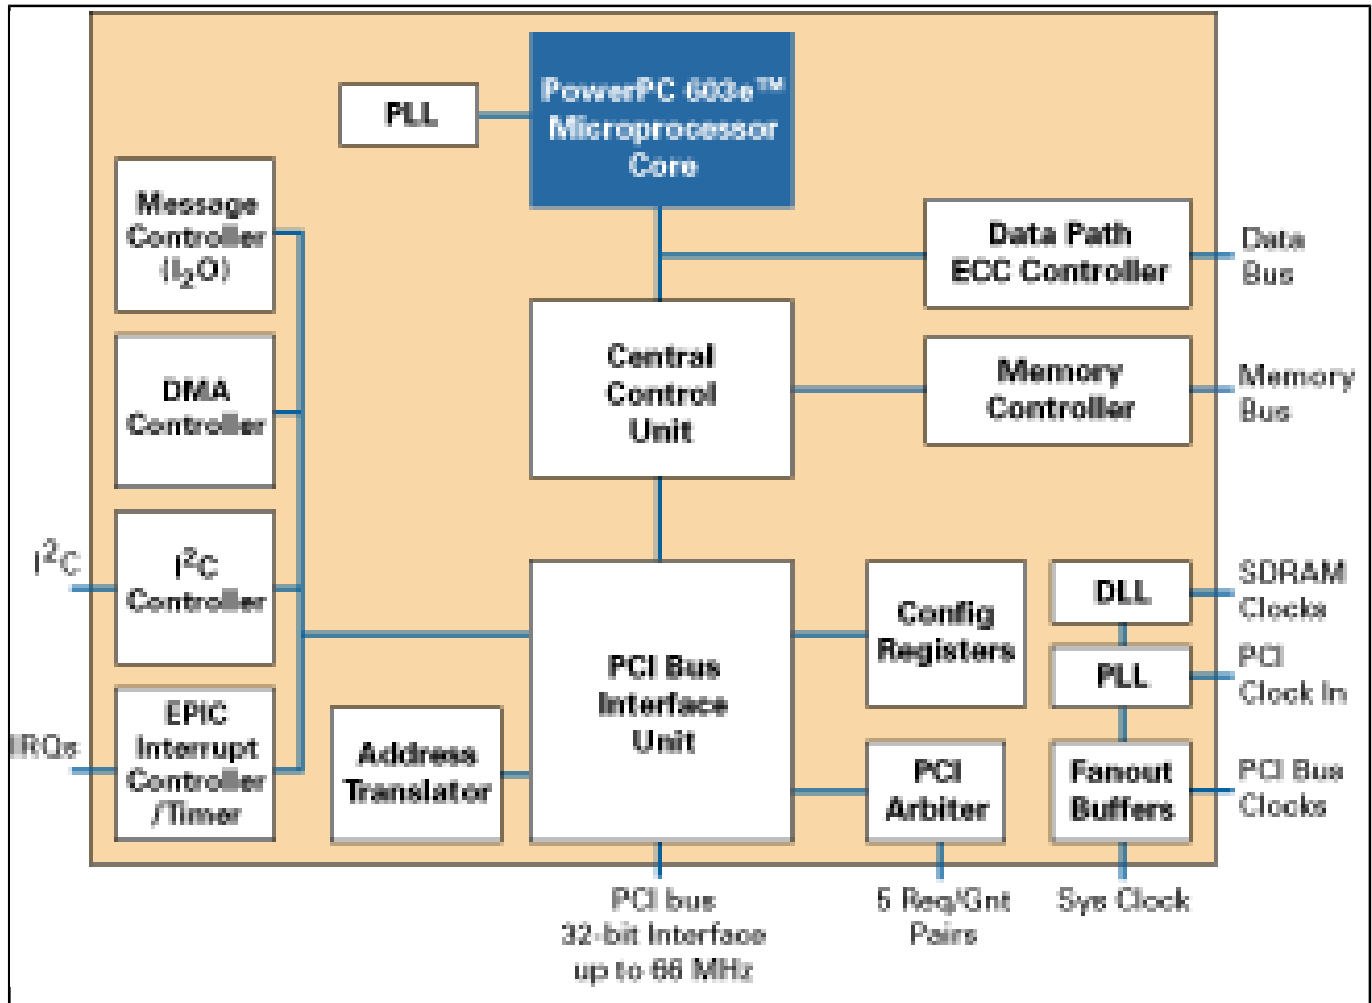 PLL
PowerPC 603e™
Microprocessor
Core
Message
Controller
(I₂O)
Data Path
ECC Controller
Data
Bus
DMA
Controller
Central
Control
Unit
Memory
Controller
Memory
Bus
I²C
I²C
Controller
PCI Bus
Interface
Unit
Config
Registers
DLL
SDRAM
Clocks
PLL
PCI
Clock In
IRQs
EPIC
Interrupt
Controller
/Timer
Address
Translator
PCI
Arbiter
Fanout
Buffers
PCI Bus
Clocks
PCI bus
32-bit Interface
up to 66 MHz
5 Req/Gnt
Pairs
Sys Clock